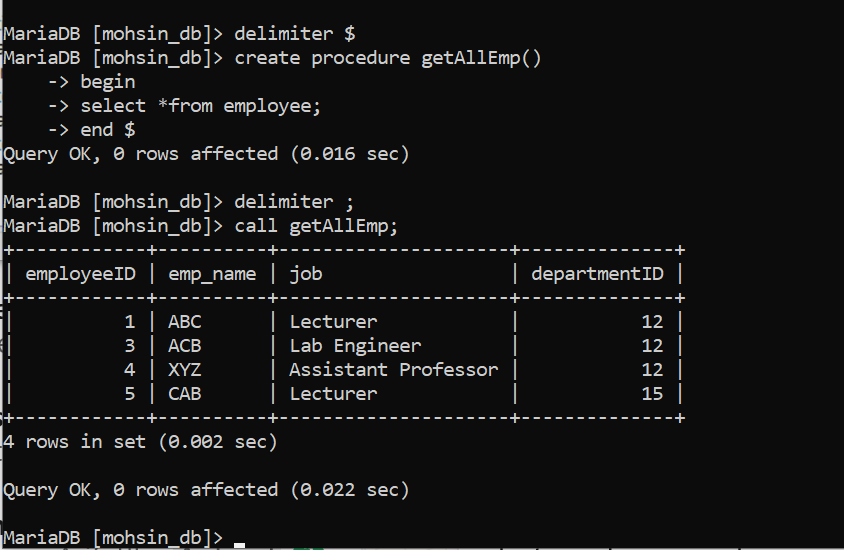 MariaDB [mohsin_db]> delimiter $
MariaDB [mohsin_db]> create procedure getAllEmp()
    -> begin
    -> select *from employee;
    -> end $
Query OK, 0 rows affected (0.016 sec)

MariaDB [mohsin_db]> delimiter ;
MariaDB [mohsin_db]> call getAllEmp;
+------------+----------+---------------------+--------------+
| employeeID | emp_name | job                 | departmentID |
+------------+----------+---------------------+--------------+
|          1 | ABC      | Lecturer            |           12 |
|          3 | ACB      | Lab Engineer        |           12 |
|          4 | XYZ      | Assistant Professor |           12 |
|          5 | CAB      | Lecturer            |           15 |
+------------+----------+---------------------+--------------+
4 rows in set (0.002 sec)

Query OK, 0 rows affected (0.022 sec)

MariaDB [mohsin_db]>